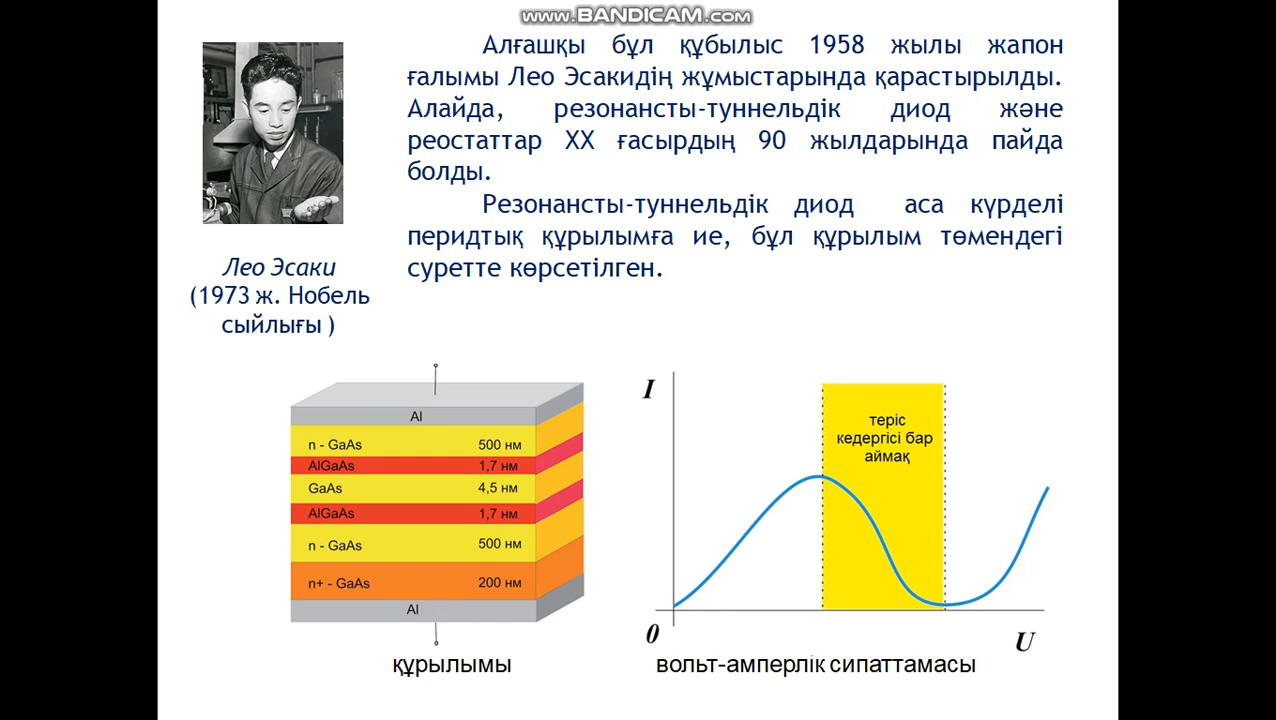 www.BANDICAM.com
Алғашқы бұл құбылыс 1958 жылы жапон
ғалымы Лео Эсакидің жұмыстарында қарастырылды.
Алайда, резонансты-туннельдік диод және
реостаттар XX ғасырдың 90 жылдарында пайда
болды.
Резонансты-туннельдік диод аса күрделі
перидтық құрылымға ие, бұл құрылым төмендегі
суретте көрсетілген.
Лео Эсаки
(1973 ж. Нобель
сыйлығы )
Al
n - GaAs 500 нм
AlGaAs 1,7 нм
GaAs 4,5 нм
AlGaAs 1,7 нм
n - GaAs 500 нм
n+ - GaAs 200 нм
Al
құрылымы
I
теріс
кедергісі бар
аймақ
0
U
вольт-амперлік сипаттамасы